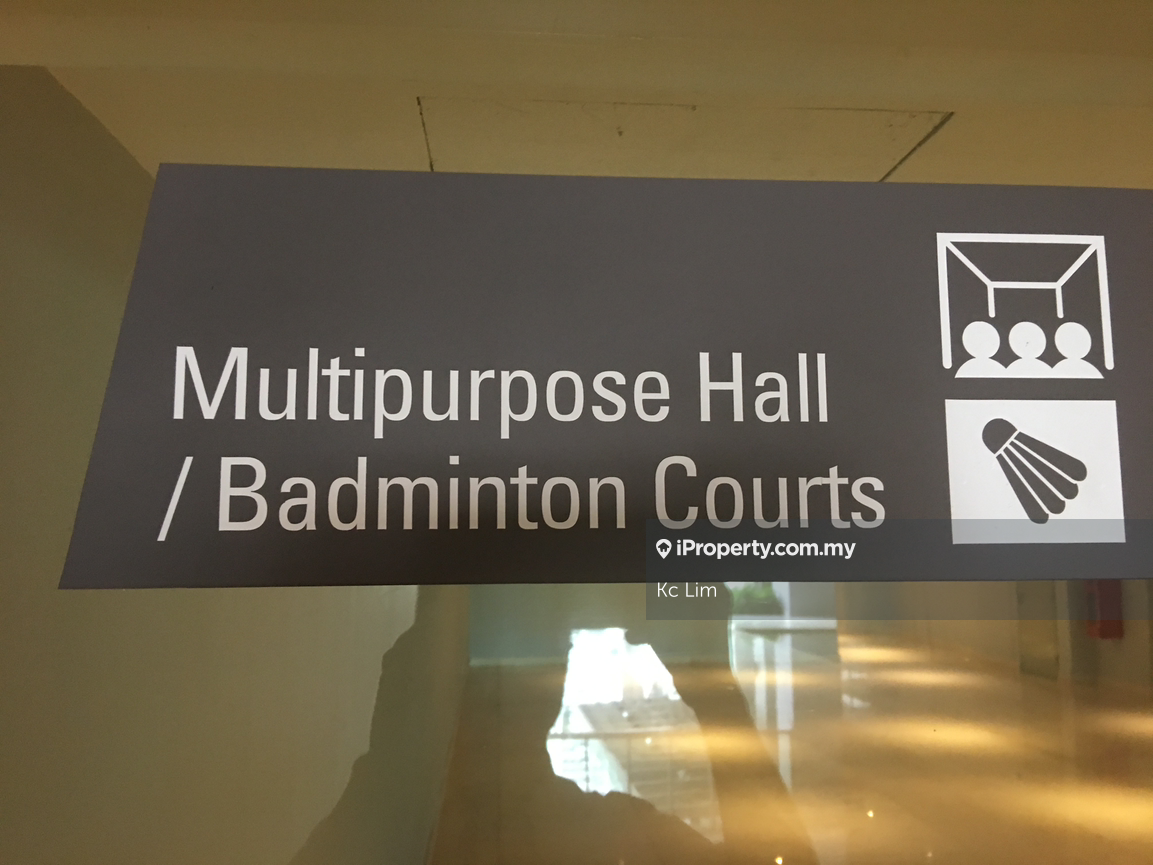 Multipurpose Hall
/ Badminton Courts
iProperty.com.my
Kc Lim